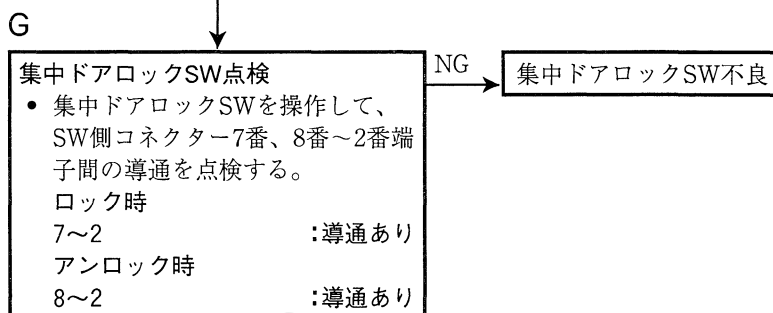 G
集中ドアロックSW点検
• 集中ドアロックSWを操作して、
SW側コネクター7番、8番～2番端
子間の導通を点検する。
ロック時
7～2 :導通あり
アンロック時
8～2 :導通あり
NG
集中ドアロックSW不良